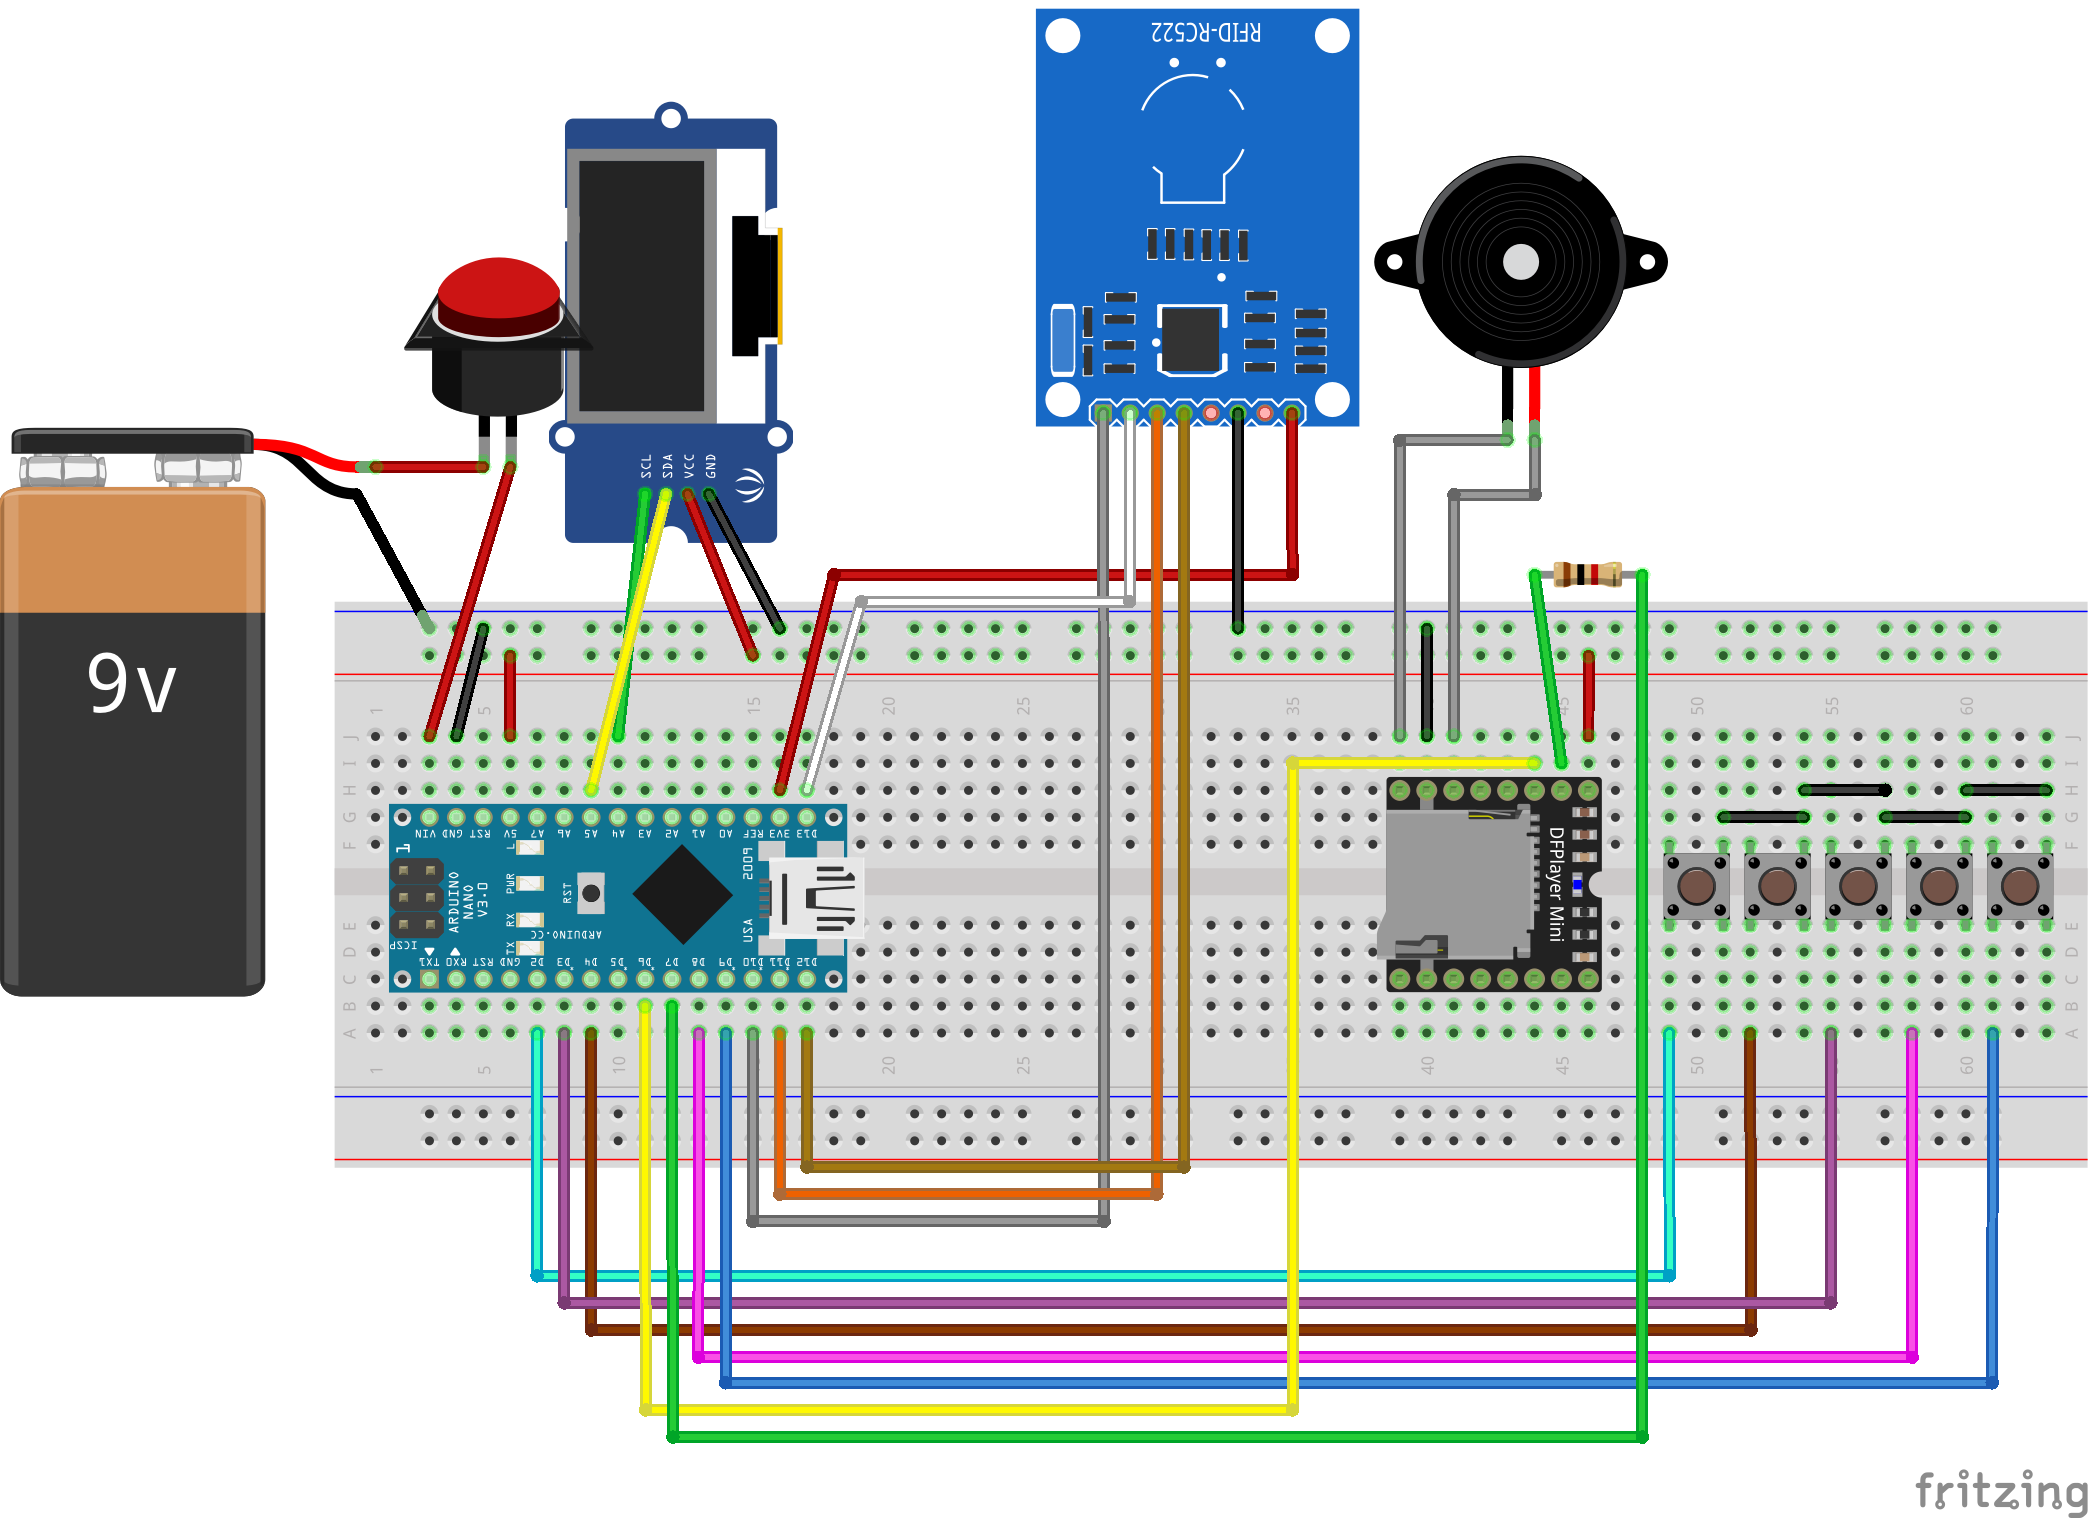 RFID-RC522
SCL
SDA
VCC
GND
9v
1
5
15
25
35
45
50
55
60
J
I
H
G
F
J
I
H
G
F
VIN
GND
RST
5V
A7
A6
A5
A4
A3
A2
A1
A0
REF
3V3
D13
1
L
PWR
RX
TX
RST
ARDUINO
NANO
V3.0
ICSP
ARDUINO.CC
USA
DFPlayer Mini
TX1
RX0
RST
GND
D2
D3
D4
D5
D6
D7
D8
D9
D10
D11
D12
E
D
C
B
A
E
D
C
B
A
1
5
10
20
25
40
45
50
60
fritzing